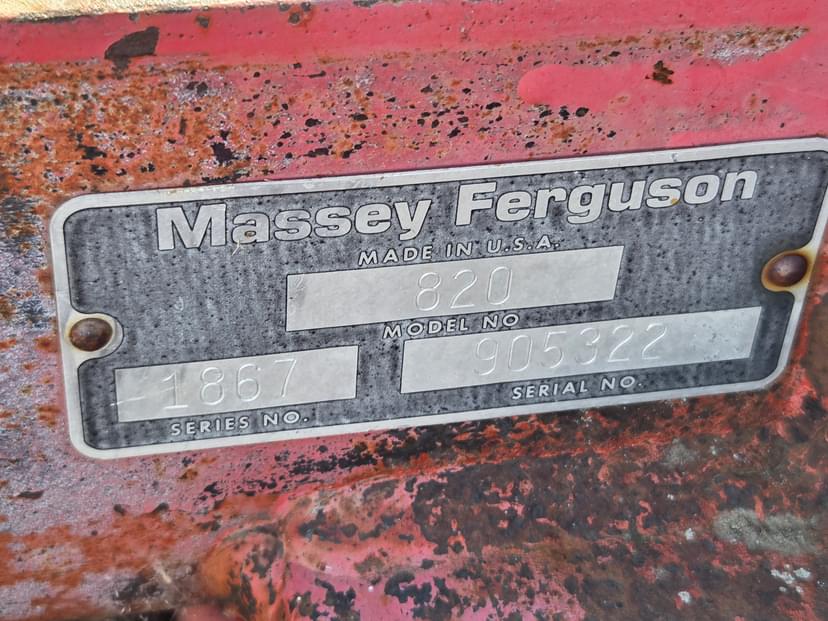 Massey Ferguson
MADE IN U.S.A.
820
MODEL NO
1867
SERIES NO.
905322
SERIAL NO.